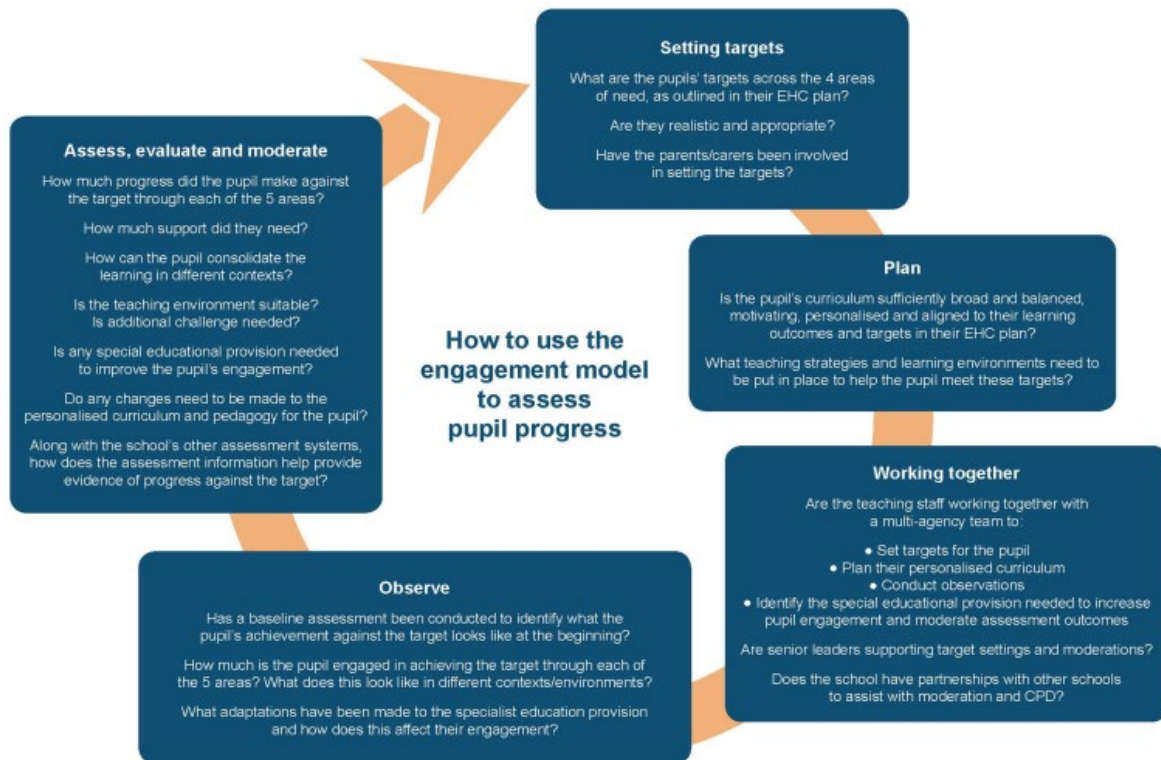 Setting targets
What are the pupils' targets across the 4 areas
of need, as outlined in their EHC plan?
Are they realistic and appropriate?
Have the parents/carers been involved
in setting the targets?
Plan
Is the pupil's curriculum sufficiently broad and balanced,
motivating, personalised and aligned to their learning
outcomes and targets in their EHC plan?
What teaching strategies and learning environments need to
be put in place to help the pupil meet these targets?
Working together
Are the teaching staff working together with
a multi-agency team to:
● Set targets for the pupil
● Plan their personalised curriculum
● Conduct observations
● Identify the special educational provision needed to increase
pupil engagement and moderate assessment outcomes
Are senior leaders supporting target settings and moderations?
Does the school have partnerships with other schools
to assist with moderation and CPD?
Observe
Has a baseline assessment been conducted to identify what the
pupil's achievement against the target looks like at the beginning?
How much is the pupil engaged in achieving the target through each of
the 5 areas? What does this look like in different contexts/environments?
What adaptations have been made to the specialist education provision
and how does this affect their engagement?
Assess, evaluate and moderate
How much progress did the pupil make against
the target through each of the 5 areas?
How much support did they need?
How can the pupil consolidate the
learning in different contexts?
Is the teaching environment suitable?
Is additional challenge needed?
Is any special educational provision needed
to improve the pupil's engagement?
Do any changes need to be made to the
personalised curriculum and pedagogy for the pupil?
Along with the school's other assessment systems,
how does the assessment information help provide
evidence of progress against the target?
How to use the
engagement model
to assess
pupil progress